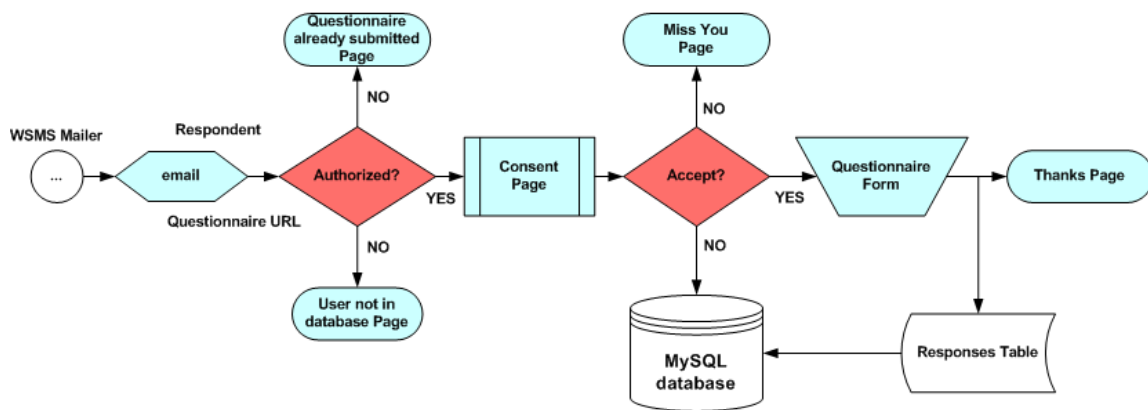 Questionnaire
already submitted
Page
Miss You
Page
NO
NO
WSMS Mailer
Respondent
...
email
Authorized?
YES
Consent
Page
Accept?
YES
Questionnaire
Form
Thanks Page
Questionnaire URL
NO
NO
User not in
database Page
MySQL
database
Responses Table